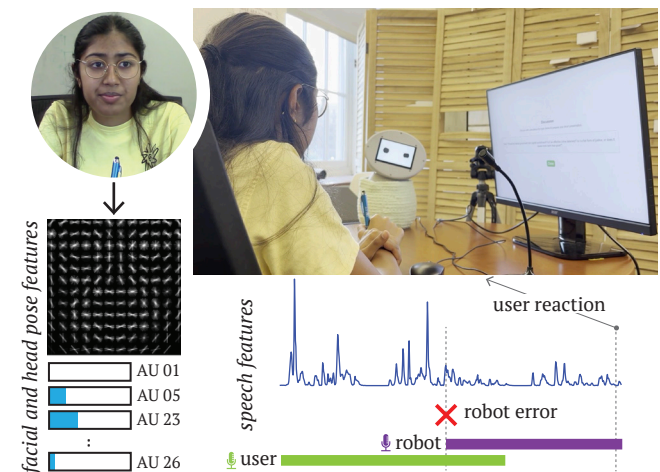 facial and head pose features
AU 01
AU 05
AU 23
:
AU 26
speech features
user reaction
robot error
robot
user